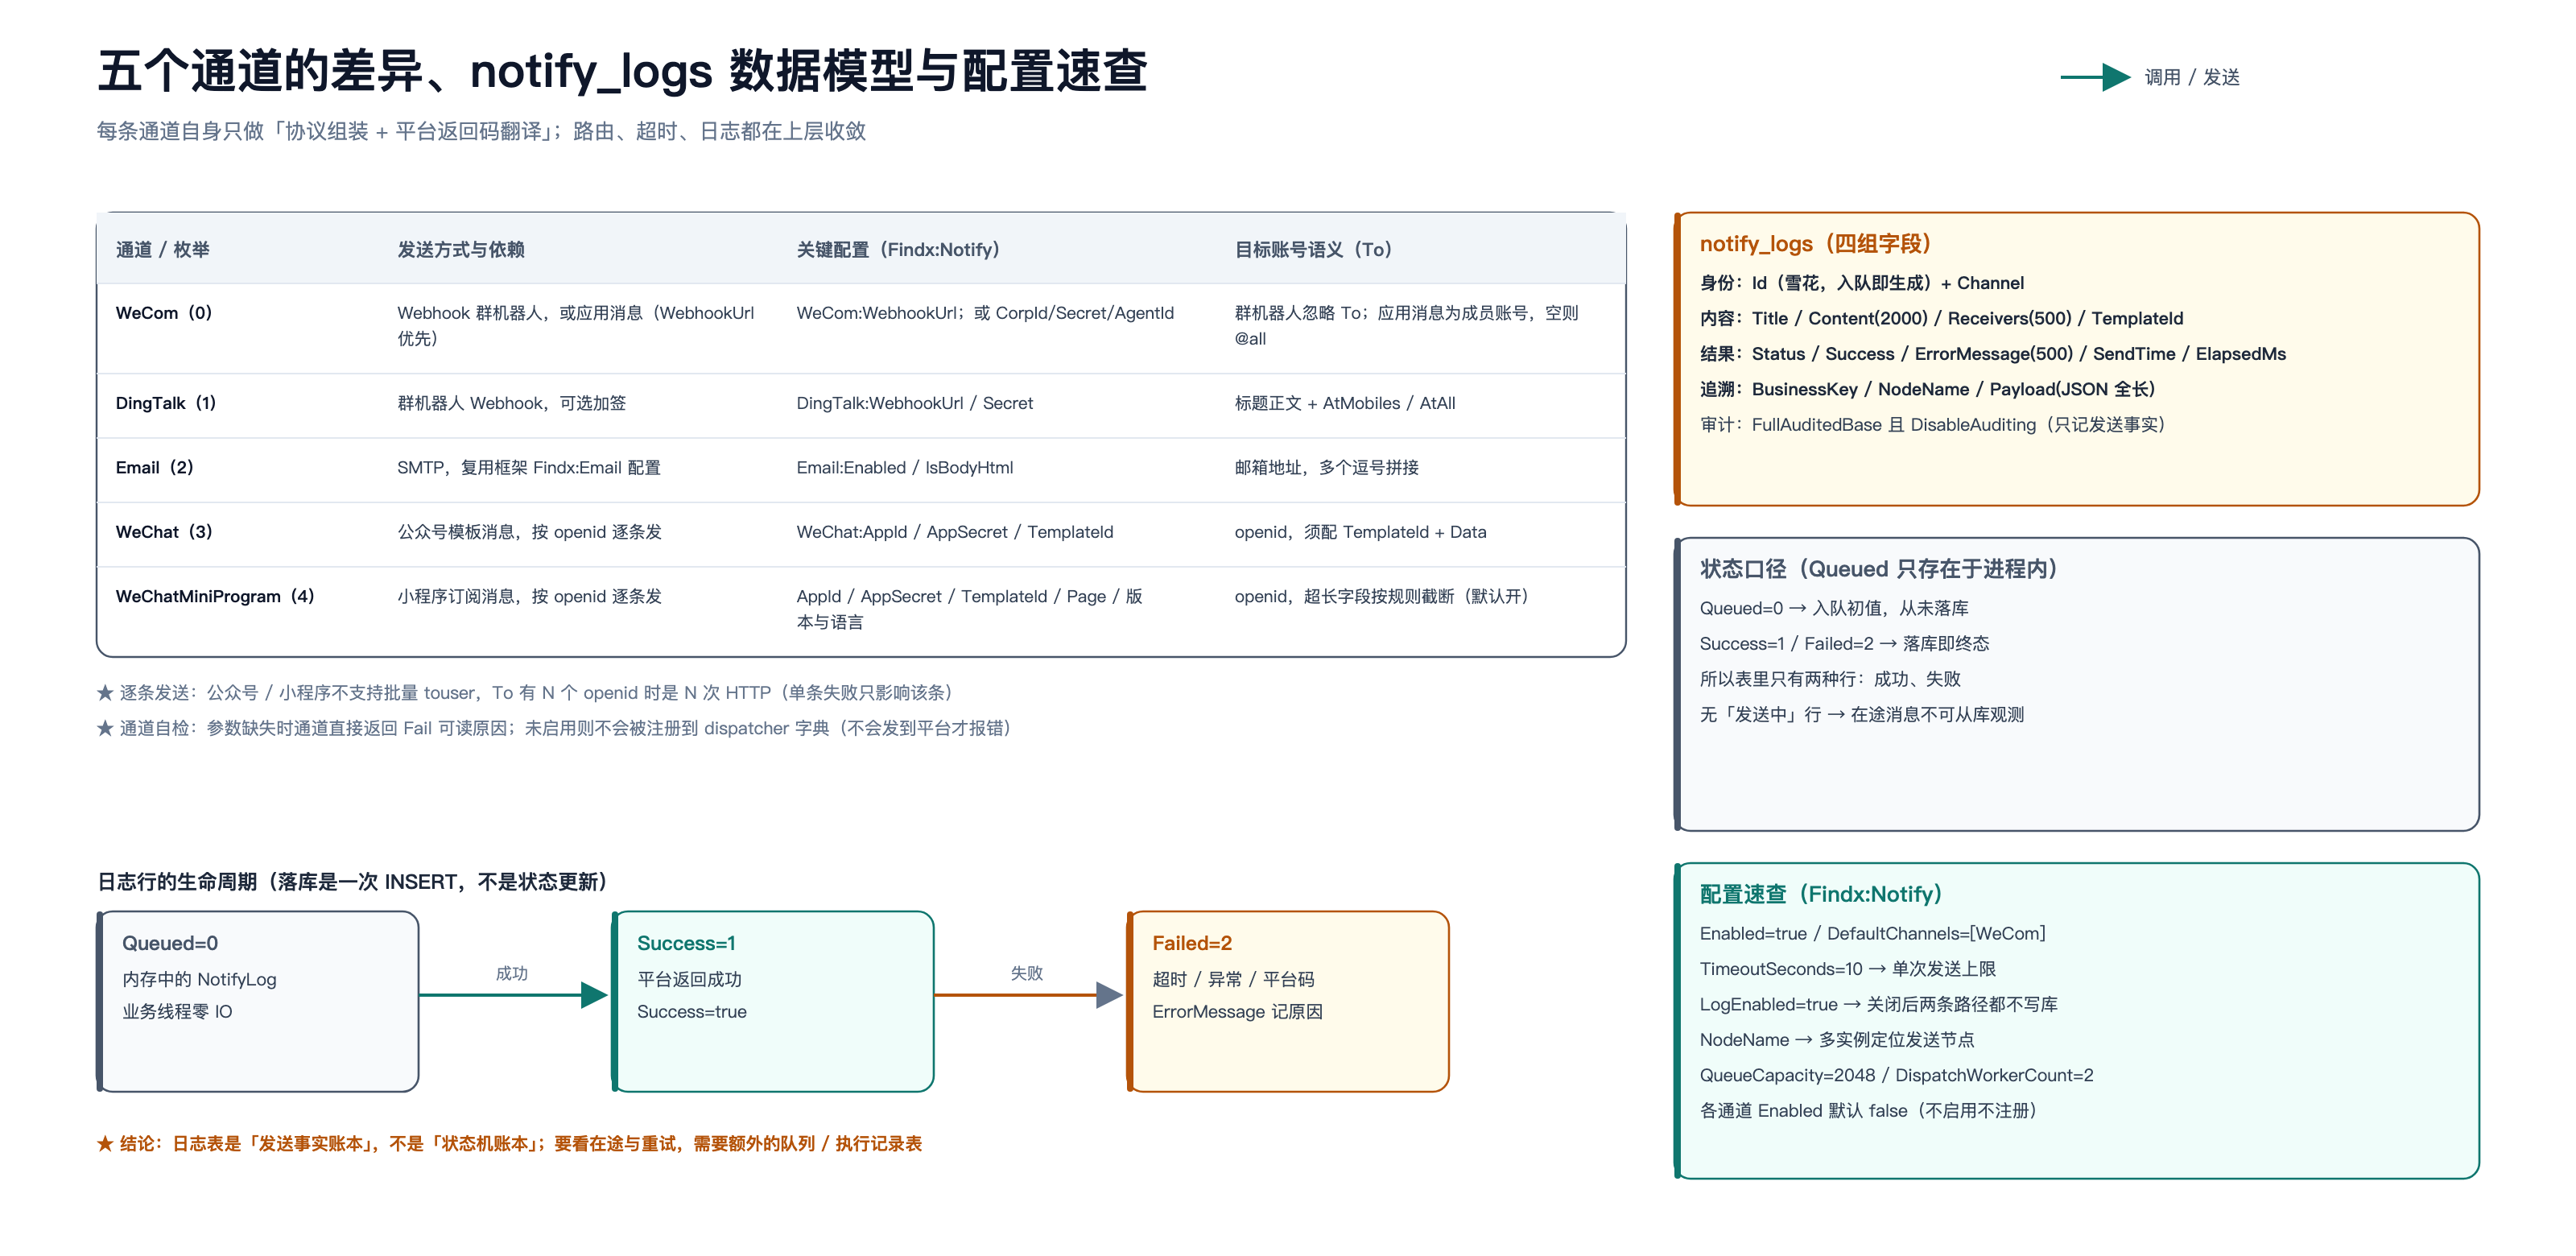 五个通道的差异、notify_logs 数据模型与配置速查
调用 / 发送
每条通道自身只做「协议组装 + 平台返回码翻译」；路由、超时、日志都在上层收敛
通道 / 枚举
发送方式与依赖
关键配置（Findx:Notify）
目标账号语义（To）
WeCom（0）
Webhook 群机器人，或应用消息（WebhookUrl
优先）
WeCom:WebhookUrl；或 CorpId/Secret/AgentId
群机器人忽略 To；应用消息为成员账号，空则
@all
DingTalk（1）
群机器人 Webhook，可选加签
DingTalk:WebhookUrl / Secret
标题正文 + AtMobiles / AtAll
Email（2）
SMTP，复用框架 Findx:Email 配置
Email:Enabled / IsBodyHtml
邮箱地址，多个逗号拼接
WeChat（3）
公众号模板消息，按 openid 逐条发
WeChat:AppId / AppSecret / TemplateId
openid，须配 TemplateId + Data
WeChatMiniProgram（4）
小程序订阅消息，按 openid 逐条发
AppId / AppSecret / TemplateId / Page / 版
本与语言
openid，超长字段按规则截断（默认开）
★ 逐条发送：公众号 / 小程序不支持批量 touser，To 有 N 个 openid 时是 N 次 HTTP（单条失败只影响该条）
★ 通道自检：参数缺失时通道直接返回 Fail 可读原因；未启用则不会被注册到 dispatcher 字典（不会发到平台才报错）
日志行的生命周期（落库是一次 INSERT，不是状态更新）
Queued=0
内存中的 NotifyLog
业务线程零 IO
成功
Success=1
平台返回成功
Success=true
失败
Failed=2
超时 / 异常 / 平台码
ErrorMessage 记原因
★ 结论：日志表是「发送事实账本」，不是「状态机账本」；要看在途与重试，需要额外的队列 / 执行记录表
notify_logs（四组字段）
身份：Id（雪花，入队即生成）+ Channel
内容：Title / Content(2000) / Receivers(500) / TemplateId
结果：Status / Success / ErrorMessage(500) / SendTime / ElapsedMs
追溯：BusinessKey / NodeName / Payload(JSON 全长)
审计：FullAuditedBase 且 DisableAuditing（只记发送事实）
状态口径（Queued 只存在于进程内）
Queued=0 → 入队初值，从未落库
Success=1 / Failed=2 → 落库即终态
所以表里只有两种行：成功、失败
无「发送中」行 → 在途消息不可从库观测
配置速查（Findx:Notify）
Enabled=true / DefaultChannels=[WeCom]
TimeoutSeconds=10 → 单次发送上限
LogEnabled=true → 关闭后两条路径都不写库
NodeName → 多实例定位发送节点
QueueCapacity=2048 / DispatchWorkerCount=2
各通道 Enabled 默认 false（不启用不注册）